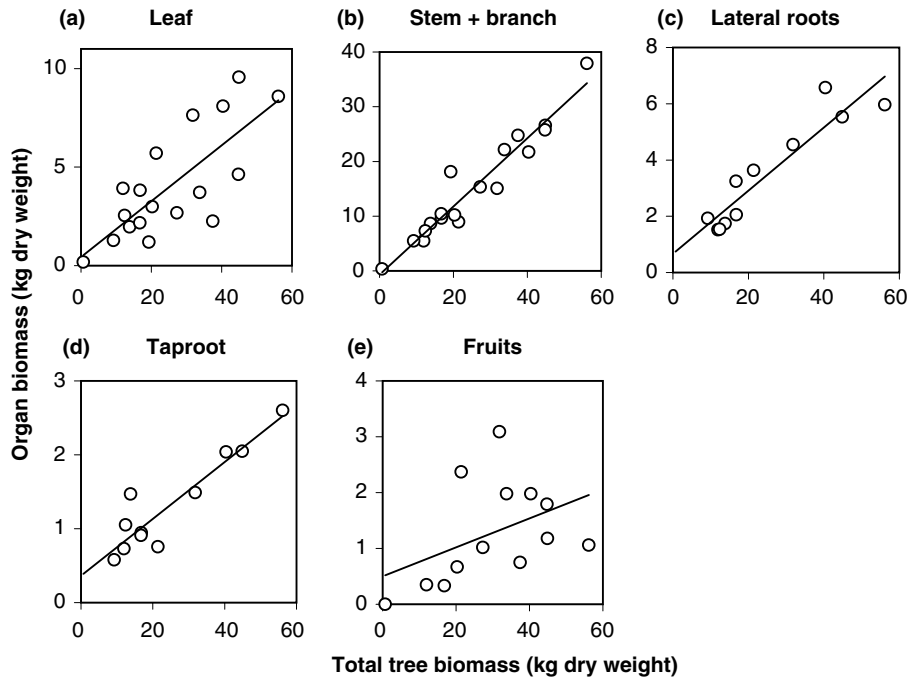 (a) Leaf
(b) Stem + branch
(c) Lateral roots
10
5
0
0 20 40 60
40
30
20
10
0
0 20 40 60
8
6
4
2
0
0 20 40 60
(d) Taproot
(e) Fruits
3
2
1
0
0 20 40 60
4
3
2
1
0
0 20 40 60
Organ biomass (kg dry weight)
Total tree biomass (kg dry weight)